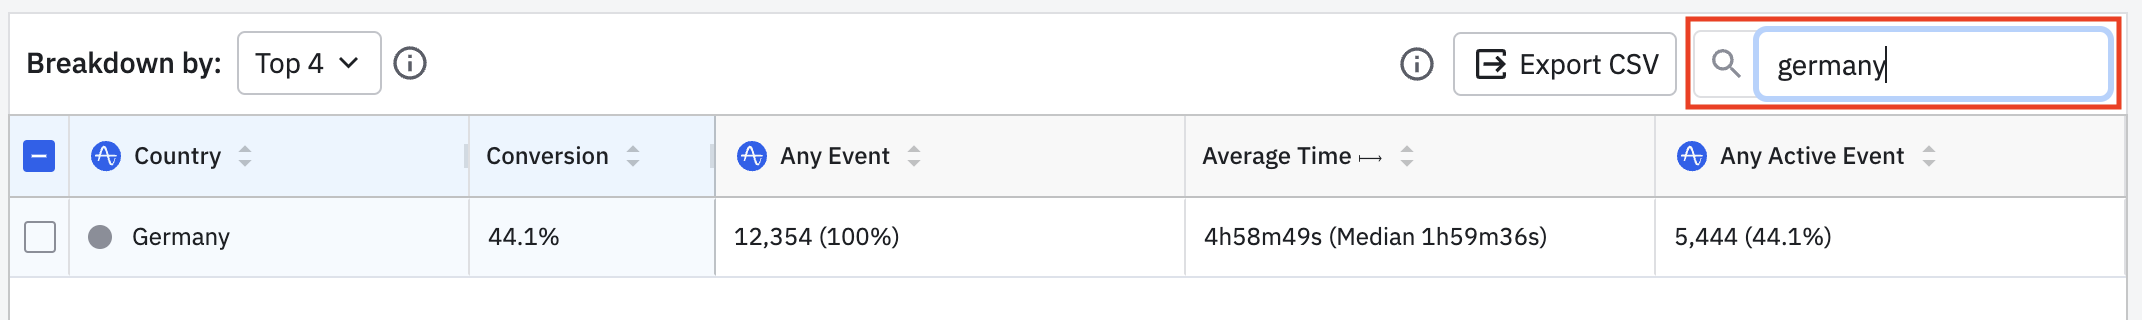 Breakdown by: Top 4 Export CSV germany
Country Conversion Any Event Average Time Any Active Event
Germany 44.1% 12,354 (100%) 4h58m49s (Median 1h59m36s) 5,444 (44.1%)